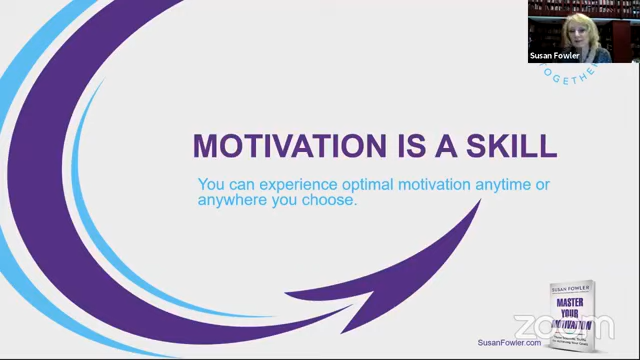 Susan Fowler
TOGETHER
MOTIVATION IS A SKILL
You can experience optimal motivation anytime or
anywhere you choose.
SUSAN FOWLER
MASTER
YOUR
MOTIVATION
zoom
SusanFowler.com